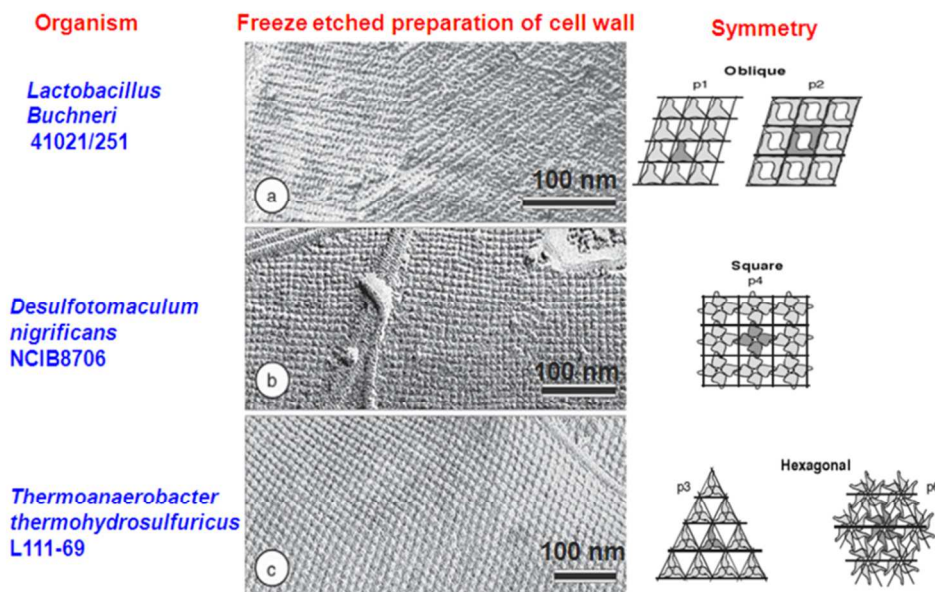 Organism
Freeze etched preparation of cell wall
Symmetry
Lactobacillus
Buchneri
41021/251
a
100 nm
Oblique
p1
p2
Desulfotomaculum
nigrificans
NCIB8706
b
100 nm
Square
p4
Thermoanaerobacter
thermohydrosulfuricus
L111-69
c
100 nm
Hexagonal
p3